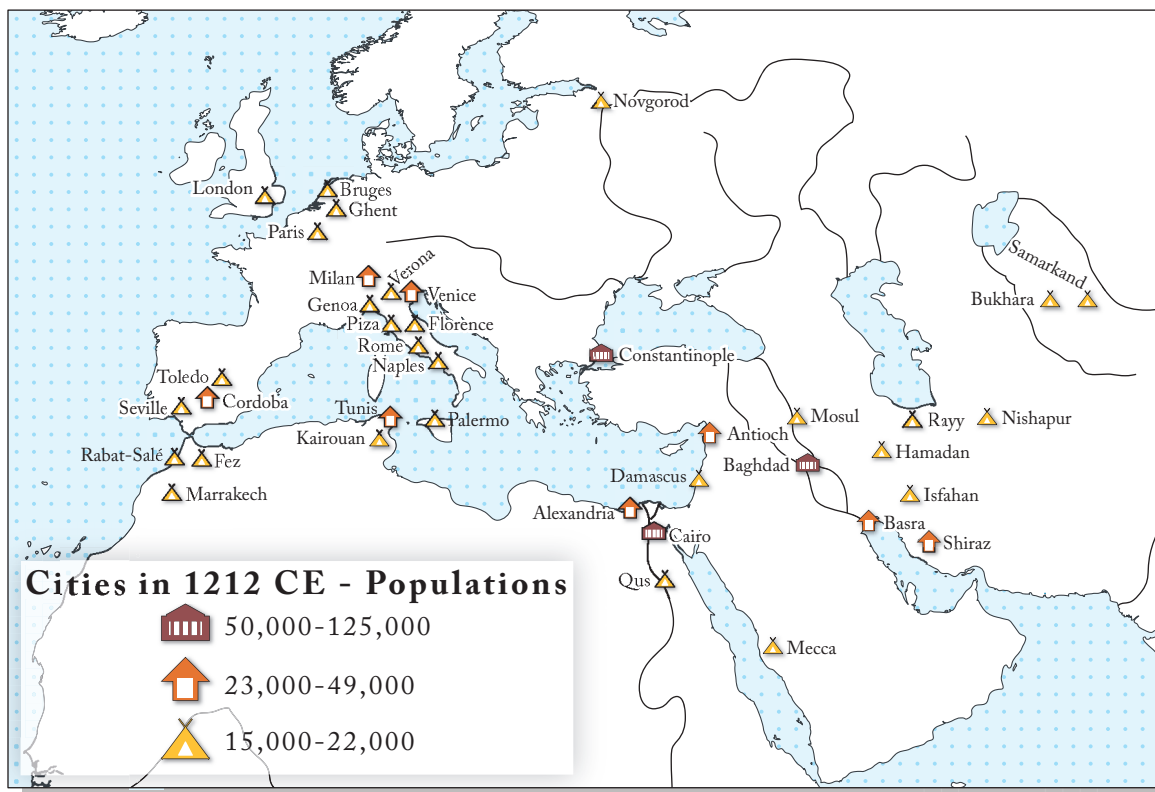 Novgorod
London
Bruges
Ghent
Paris
Milan
Verona
Venice
Genoa
Piza
Florence
Rome
Naples
Samarkand
Bukhara
Constantinople
Toledo
Cordoba
Seville
Tunis
Palermo
Kairouan
Rabat-Salé
Fez
Marrakech
Mosul
Rayy
Nishapur
Antioch
Hamadan
Baghdad
Damascus
Isfahan
Alexandria
Basra
Cairo
Shiraz
Qus
Mecca
Cities in 1212 CE - Populations
50,000-125,000
23,000-49,000
15,000-22,000